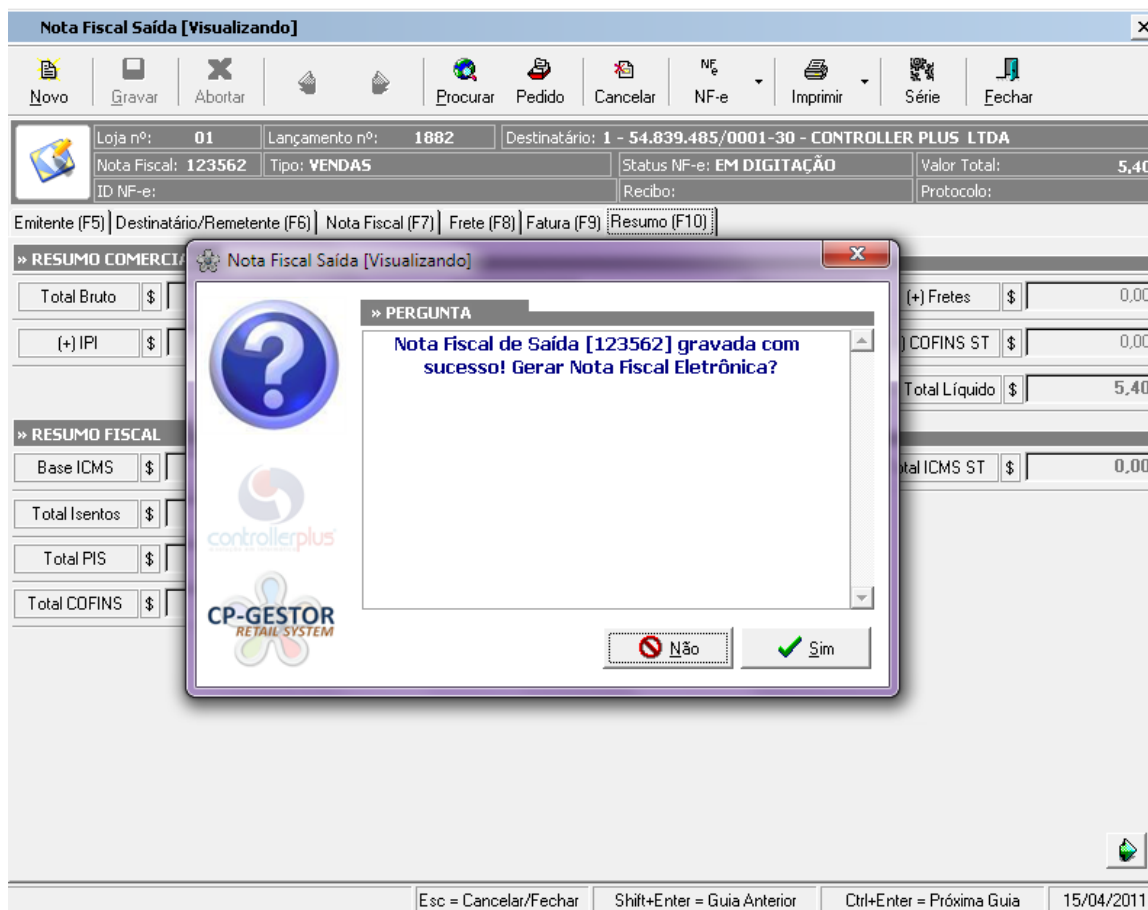 Nota Fiscal Saída [Visualizando]
Novo Gravar Abortar Procurar Pedido Cancelar NFe NF-e Imprimir Série Fechar
Loja nº: 01 Lançamento nº: 1882 Destinatário: 1 - 54.839.485/0001-30 - CONTROLLER PLUS LTDA
Nota Fiscal: 123562 Tipo: VENDAS Status NF-e: EM DIGITAÇÃO Valor Total: 5,40
ID NF-e: Recibo: Protocolo:
Emitente (F5) Destinatário/Remetente (F6) Nota Fiscal (F7) Frete (F8) Fatura (F9) Resumo (F10)
» RESUMO COMERCIA
Total Bruto $ (+) Fretes $ 0,00
(+) IPI $ ) COFINS ST $ 0,00
Total Líquido $ 5,40
» RESUMO FISCAL
Base ICMS $ otal ICMS ST $ 0,00
Total Isentos $
Total PIS $
Total COFINS $
Nota Fiscal Saída [Visualizando]
» PERGUNTA
Nota Fiscal de Saída [123562] gravada com
sucesso! Gerar Nota Fiscal Eletrônica?
controllerplus
CP-GESTOR
RETAIL SYSTEM
Não Sim
Esc = Cancelar/Fechar Shift+Enter = Guia Anterior Ctrl+Enter = Próxima Guia 15/04/2011